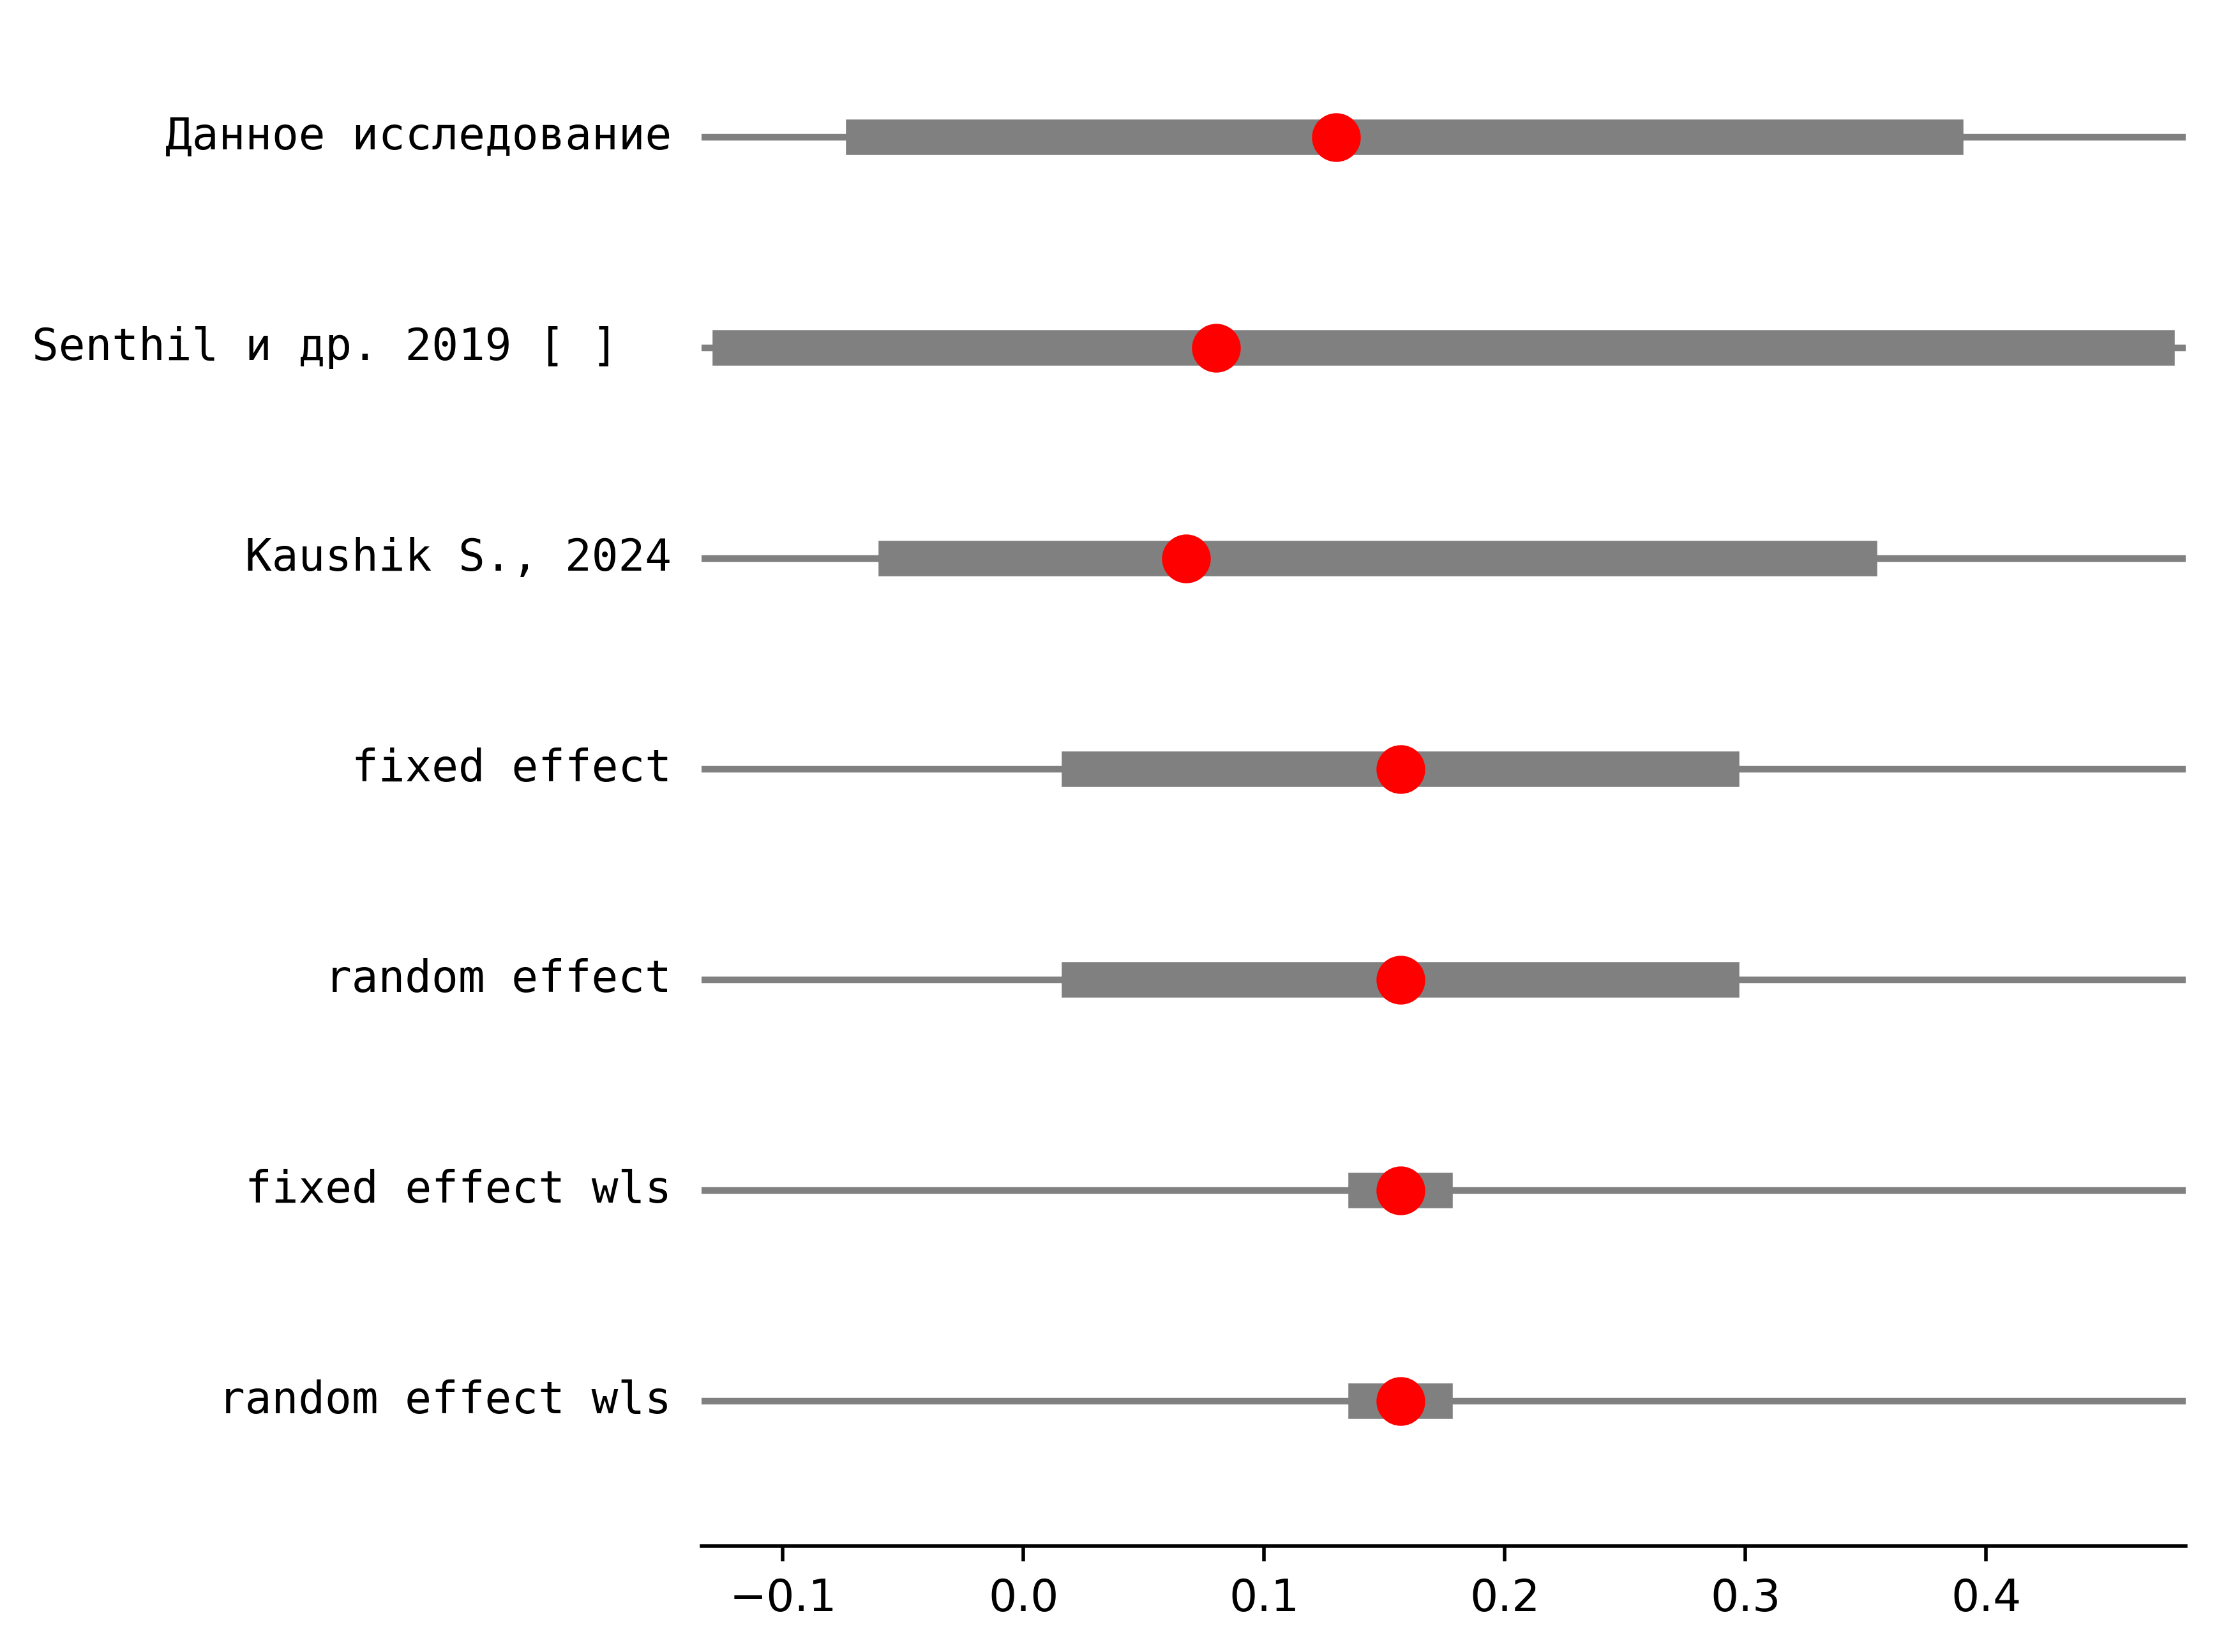 Данное исследование
Senthil и др. 2019 [ ]
Kaushik S., 2024
fixed effect
random effect
fixed effect wls
random effect wls
−0.1 0.0 0.1 0.2 0.3 0.4